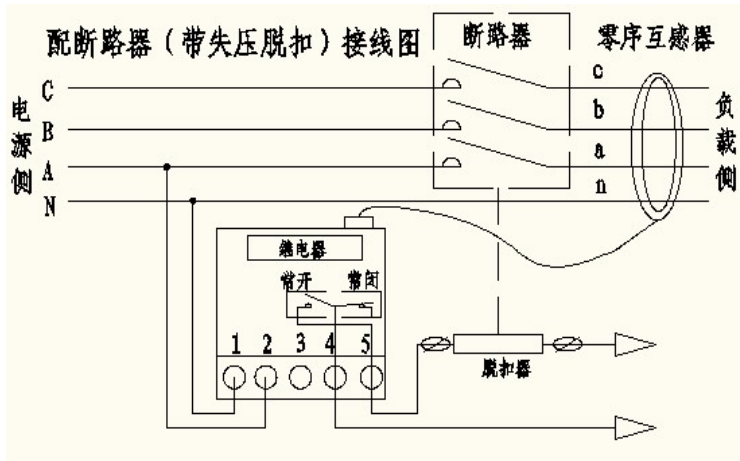 配断路器（带失压脱扣）接线图
断路器
零序互感器
电源侧
C
B
A
N
c
b
a
n
负载侧
继电器
常开 常闭
1 2 3 4 5
脱扣器